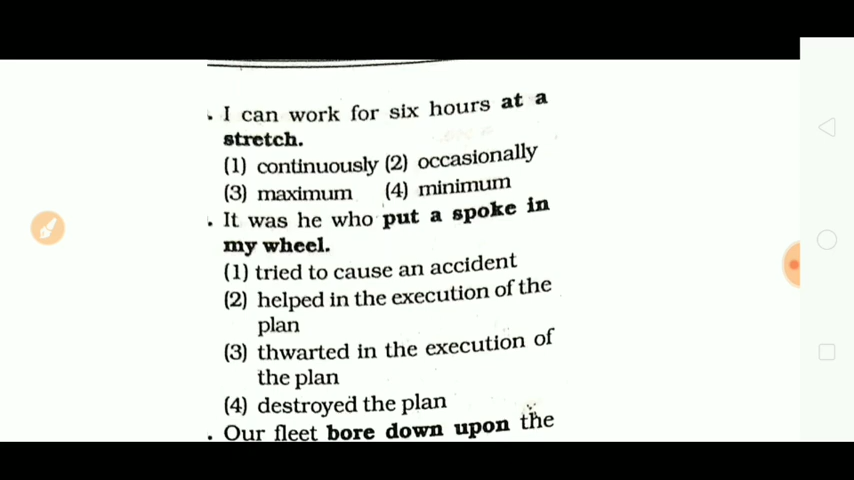 . I can work for six hours at a
stretch.
(1) continuously (2) occasionally
(3) maximum (4) minimum
. It was he who put a spoke in
my wheel.
(1) tried to cause an accident
(2) helped in the execution of the
plan
(3) thwarted in the execution of
the plan
(4) destroyed the plan
. Our fleet bore down upon the